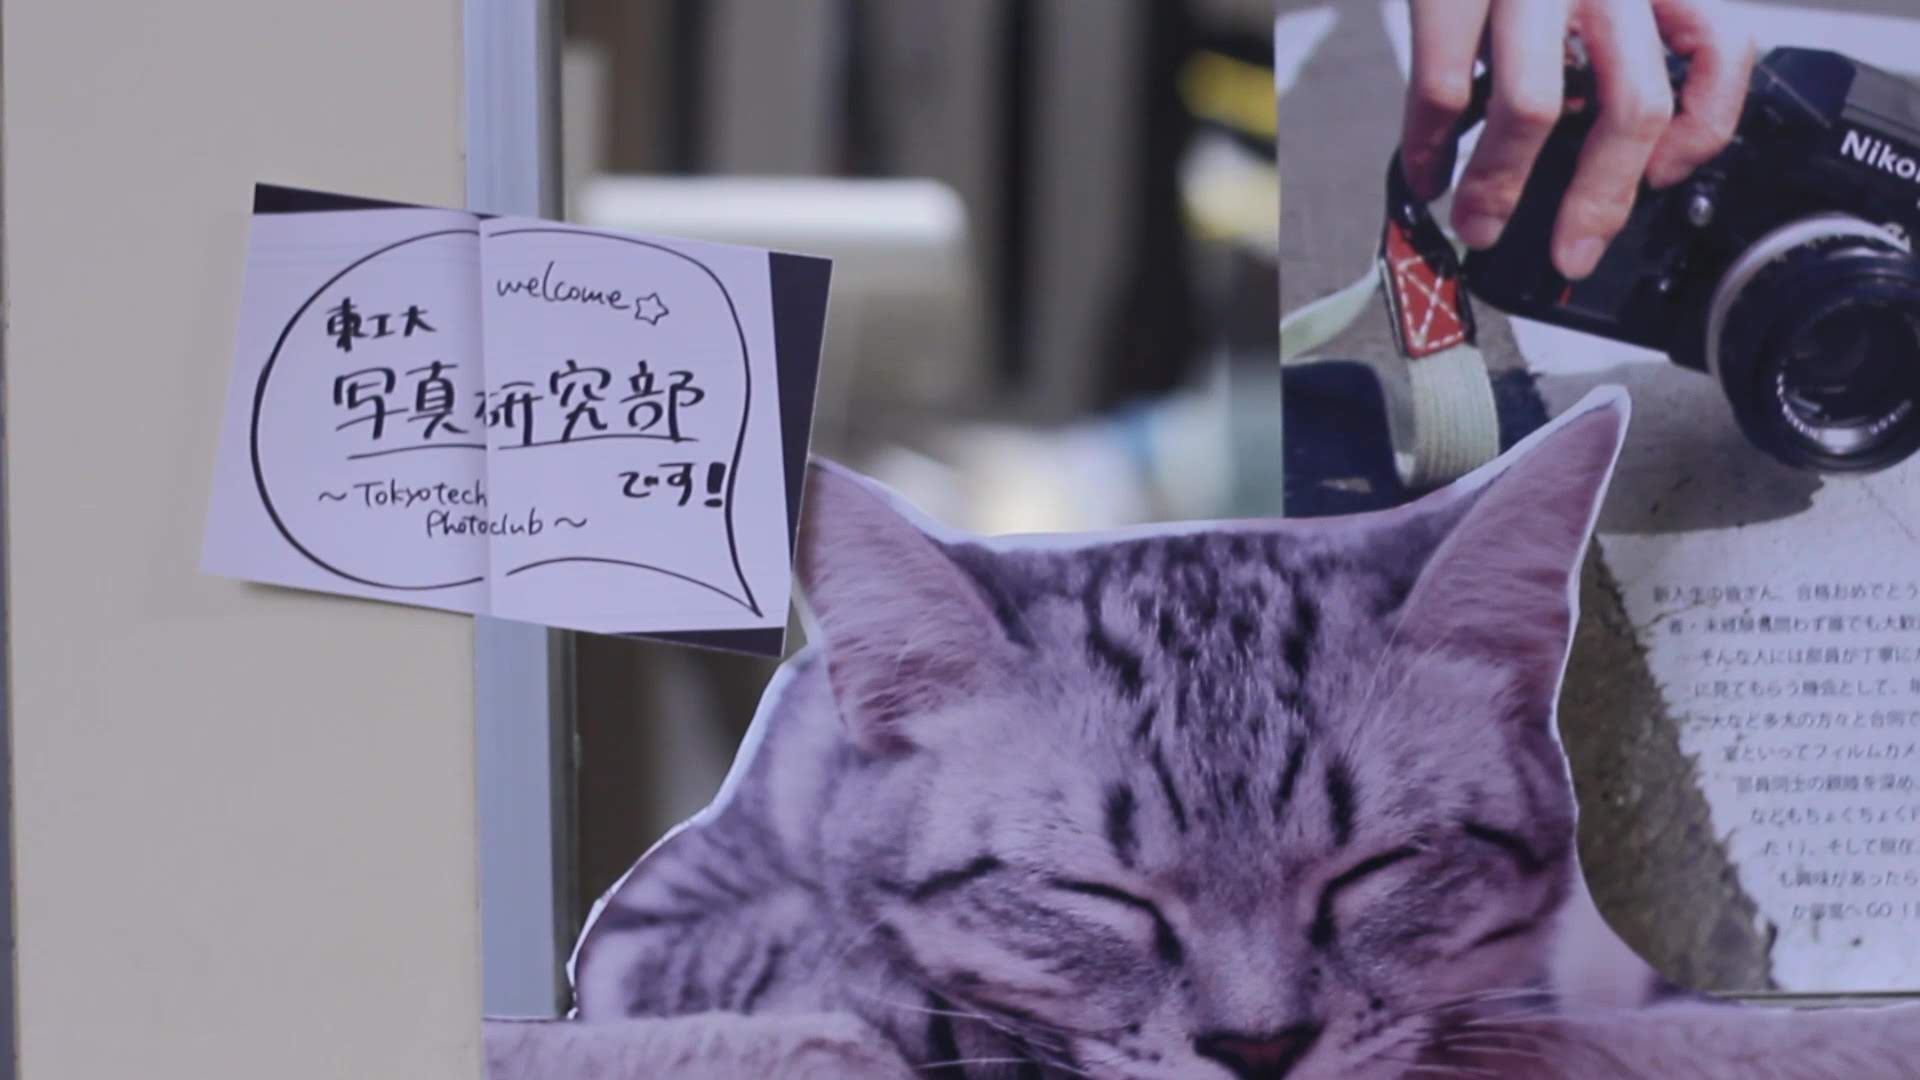 welcome☆
東工大
写真研究部
です!
~Tokyotech
Photoclub~
Nikon
新入生の皆さん、合格おめでとう
者・未経験者問わず誰でも大歓
そんな人には部員が丁寧に
に見てもらう機会として、
大など多大の方々と合同で
室といってフィルムカメ
部員同士の親睦を深め、
などもちょくちょく
た!)、そして現在、
も興味があったら
か部室へGO!